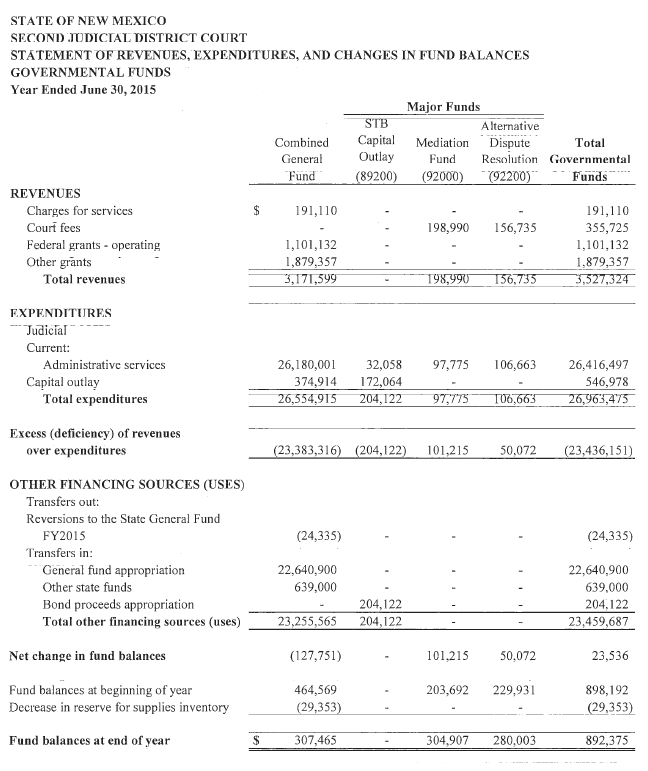 STATE OF NEW MEXICO
SECOND JUDICIAL DISTRICT COURT
STATEMENT OF REVENUES, EXPENDITURES, AND CHANGES IN FUND BALANCES
GOVERNMENTAL FUNDS
Year Ended June 30, 2015
Major Funds
STB Alternative
Combined Capital Mediation Dispute Total
General Outlay Fund Resolution Governmental
Fund (89200) (92000) (92200) Funds
REVENUES
Charges for services $ 191,110 - - - 191,110
Court fees - - 198,990 156,735 355,725
Federal grants - operating 1,101,132 - - - 1,101,132
Other grants 1,879,357 - - - 1,879,357
Total revenues 3,171,599 - 198,990 156,735 3,527,324
EXPENDITURES
Judicial
Current:
Administrative services 26,180,001 32,058 97,775 106,663 26,416,497
Capital outlay 374,914 172,064 - - 546,978
Total expenditures 26,554,915 204,122 97,775 106,663 26,963,475
Excess (deficiency) of revenues
over expenditures (23,383,316) (204,122) 101,215 50,072 (23,436,151)
OTHER FINANCING SOURCES (USES)
Transfers out:
Reversions to the State General Fund
FY2015 (24,335) - - - (24,335)
Transfers in:
General fund appropriation 22,640,900 - - - 22,640,900
Other state funds 639,000 - - - 639,000
Bond proceeds appropriation - 204,122 - - 204,122
Total other financing sources (uses) 23,255,565 204,122 - - 23,459,687
Net change in fund balances (127,751) - 101,215 50,072 23,536
Fund balances at beginning of year 464,569 - 203,692 229,931 898,192
Decrease in reserve for supplies inventory (29,353) - - - (29,353)
Fund balances at end of year $ 307,465 - 304,907 280,003 892,375